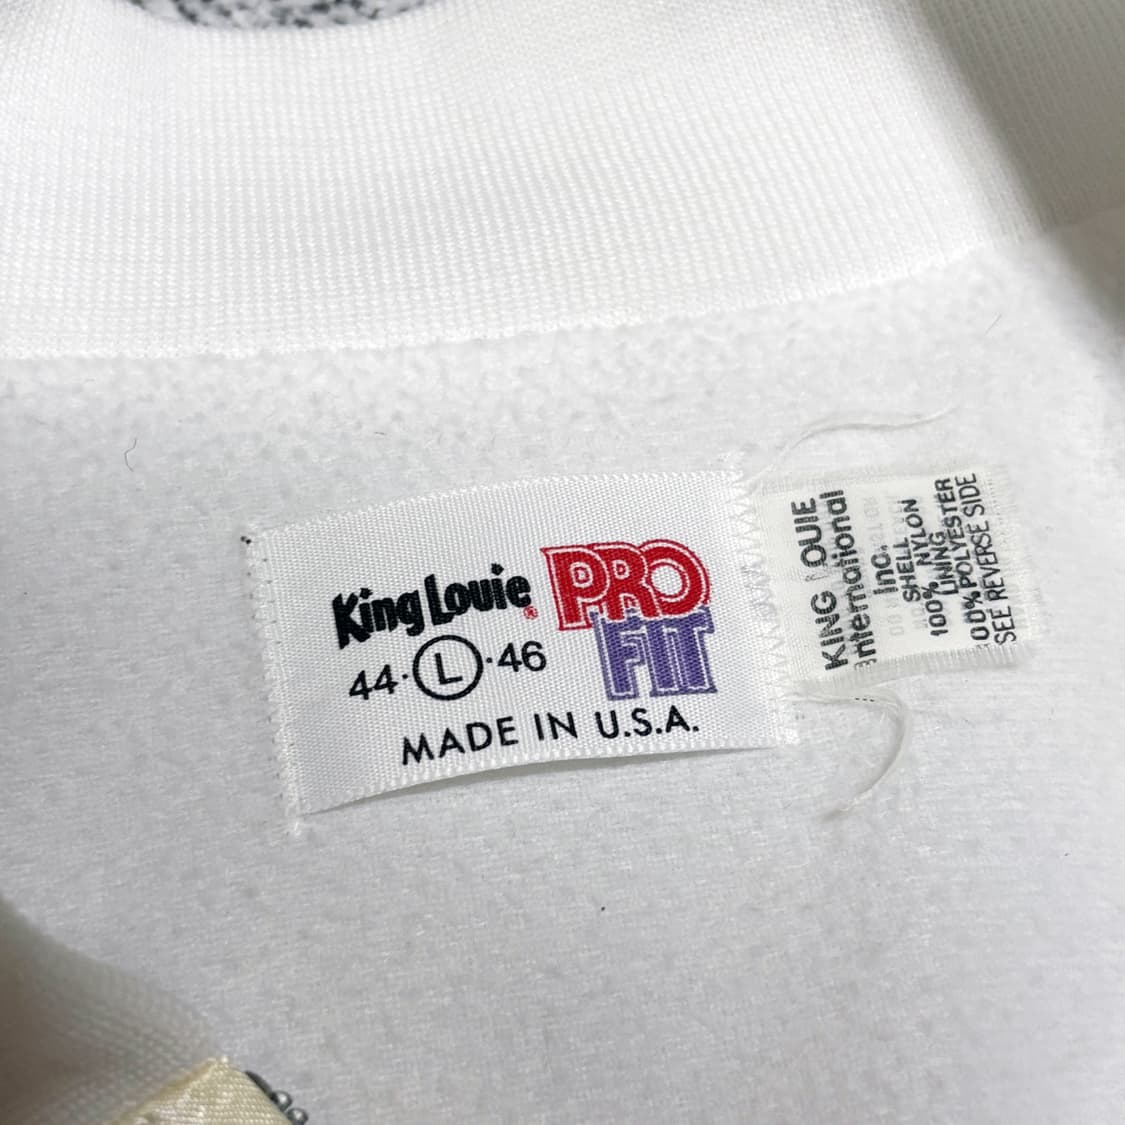 King Louie®
PRO
FIT
44·L·46
MADE IN U.S.A.
KING LOUIE
International
Inc.
SHELL
100% NYLON
LINING
00% POLYESTER
SEE REVERSE SIDE